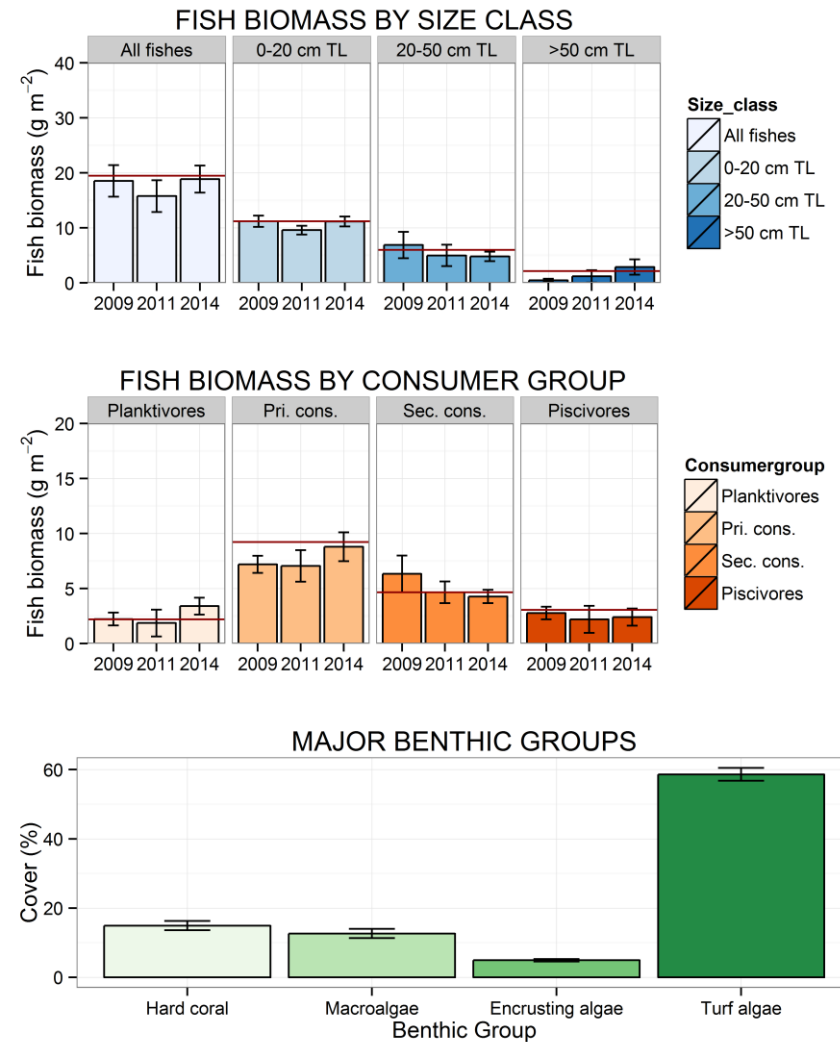 FISH BIOMASS BY SIZE CLASS
All fishes 0-20 cm TL 20-50 cm TL >50 cm TL
40
30
20
10
0
Fish biomass (g m⁻²)
2009 2011 2014 2009 2011 2014 2009 2011 2014 2009 2011 2014
Size_class
All fishes
0-20 cm TL
20-50 cm TL
>50 cm TL
FISH BIOMASS BY CONSUMER GROUP
Planktivores Pri. cons. Sec. cons. Piscivores
20
15
10
5
0
Fish biomass (g m⁻²)
2009 2011 2014 2009 2011 2014 2009 2011 2014 2009 2011 2014
Consumergroup
Planktivores
Pri. cons.
Sec. cons.
Piscivores
MAJOR BENTHIC GROUPS
60
40
20
0
Cover (%)
Hard coral Macroalgae Encrusting algae Turf algae
Benthic Group